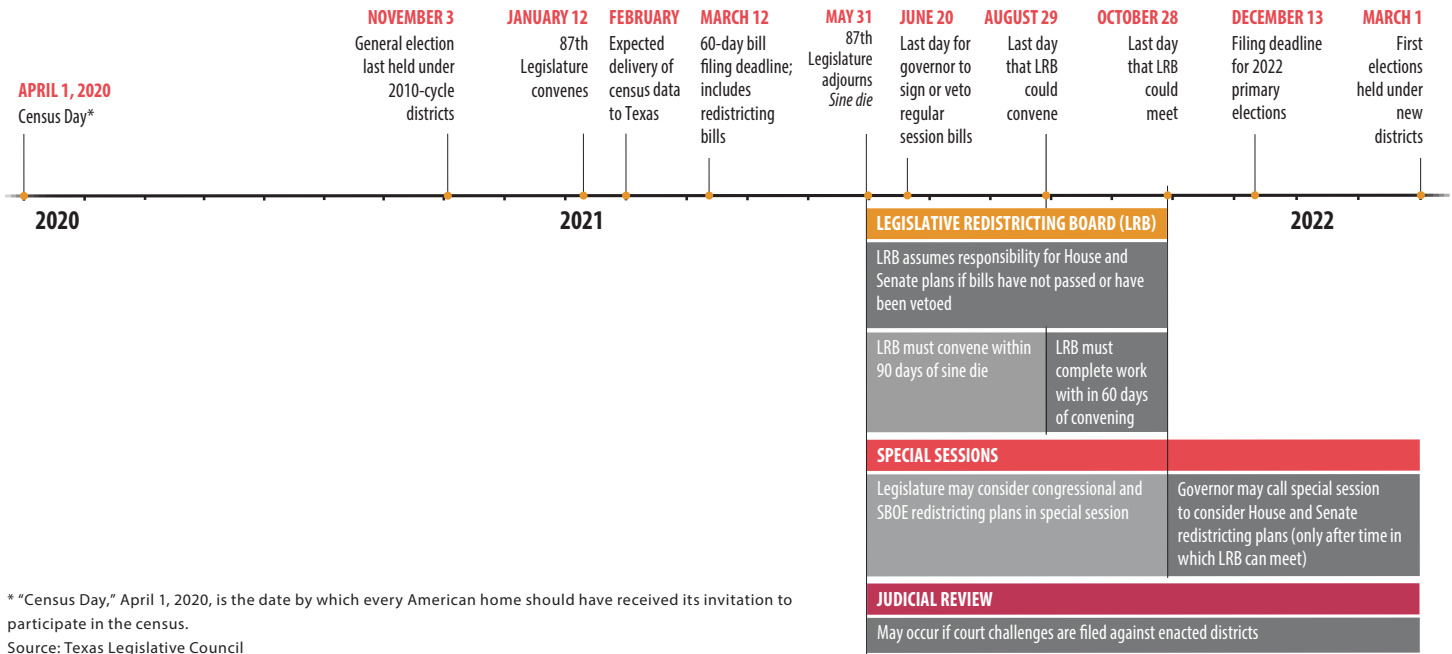 APRIL 1, 2020
Census Day*
NOVEMBER 3
General election
last held under
2010-cycle
districts
JANUARY 12
87th
Legislature
convenes
FEBRUARY
Expected
delivery of
census data
to Texas
MARCH 12
60-day bill
filing deadline;
includes
redistricting
bills
MAY 31
87th
Legislature
adjourns
Sine die
JUNE 20
Last day for
governor to
sign or veto
regular
session bills
AUGUST 29
Last day
that LRB
could
convene
OCTOBER 28
Last day
that LRB
could
meet
DECEMBER 13
Filing deadline
for 2022
primary
elections
MARCH 1
First
elections
held under
new
districts
2020
2021
2022
LEGISLATIVE REDISTRICTING BOARD (LRB)
LRB assumes responsibility for House and
Senate plans if bills have not passed or have
been vetoed
LRB must convene within
90 days of sine die
LRB must
complete work
with in 60 days
of convening
SPECIAL SESSIONS
Legislature may consider congressional and
SBOE redistricting plans in special session
Governor may call special session
to consider House and Senate
redistricting plans (only after time in
which LRB can meet)
JUDICIAL REVIEW
May occur if court challenges are filed against enacted districts
* “Census Day,” April 1, 2020, is the date by which every American home should have received its invitation to
participate in the census.
Source: Texas Legislative Council